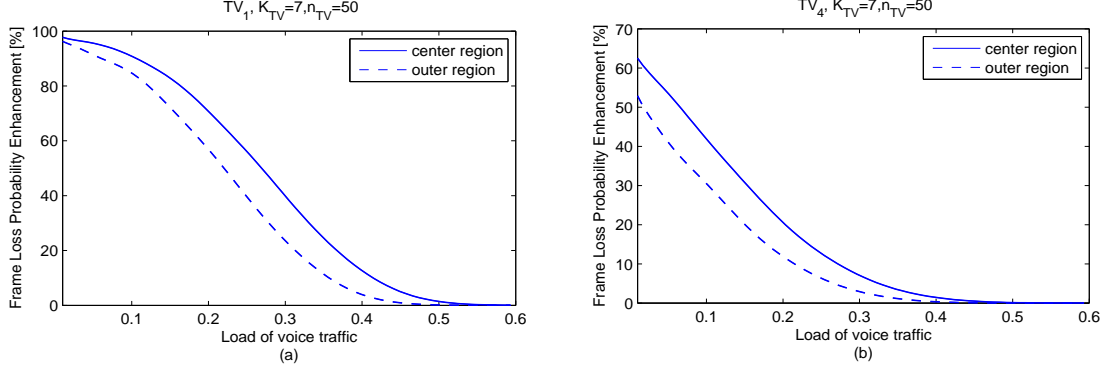 TV1, KTV=7,nTV=50
Frame Loss Probability Enhancement [%]
100
80
60
40
20
0
center region
outer region
0.1 0.2 0.3 0.4 0.5 0.6
Load of voice traffic
(a)
TV4, KTV=7,nTV=50
Frame Loss Probability Enhancement [%]
70
60
50
40
30
20
10
0
center region
outer region
0.1 0.2 0.3 0.4 0.5 0.6
Load of voice traffic
(b)